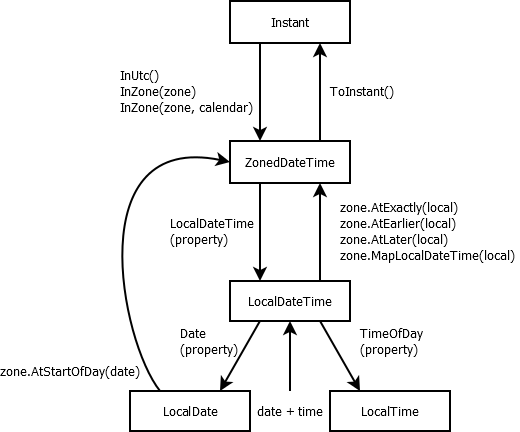 Instant
InUtc()
InZone(zone)
InZone(zone, calendar)
ToInstant()
ZonedDateTime
LocalDateTime
(property)
zone.AtExactly(local)
zone.AtEarlier(local)
zone.AtLater(local)
zone.MapLocalDateTime(local)
LocalDateTime
Date
(property)
TimeOfDay
(property)
zone.AtStartOfDay(date)
LocalDate
date + time
LocalTime